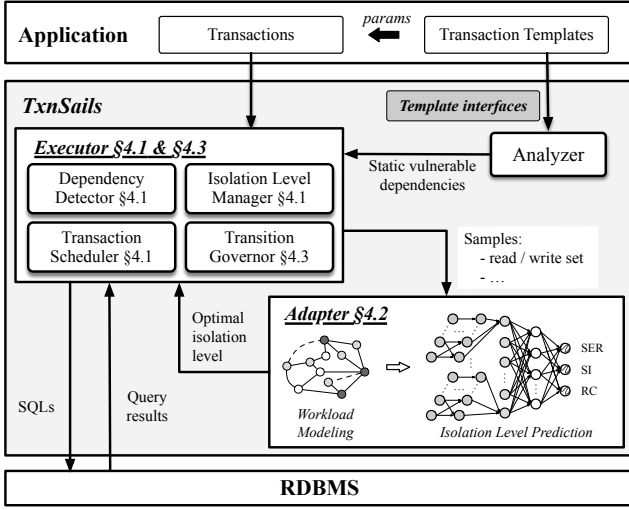 Application
Transactions
params
Transaction Templates
TxnSails
Template interfaces
Executor §4.1 & §4.3
Dependency
Detector §4.1
Isolation Level
Manager §4.1
Transaction
Scheduler §4.1
Transition
Governor §4.3
Static vulnerable
dependencies
Analyzer
Samples:
- read / write set
- ...
Optimal
isolation
level
Adapter §4.2
Workload
Modeling
SER
SI
RC
Isolation Level Prediction
SQLs
Query
results
RDBMS